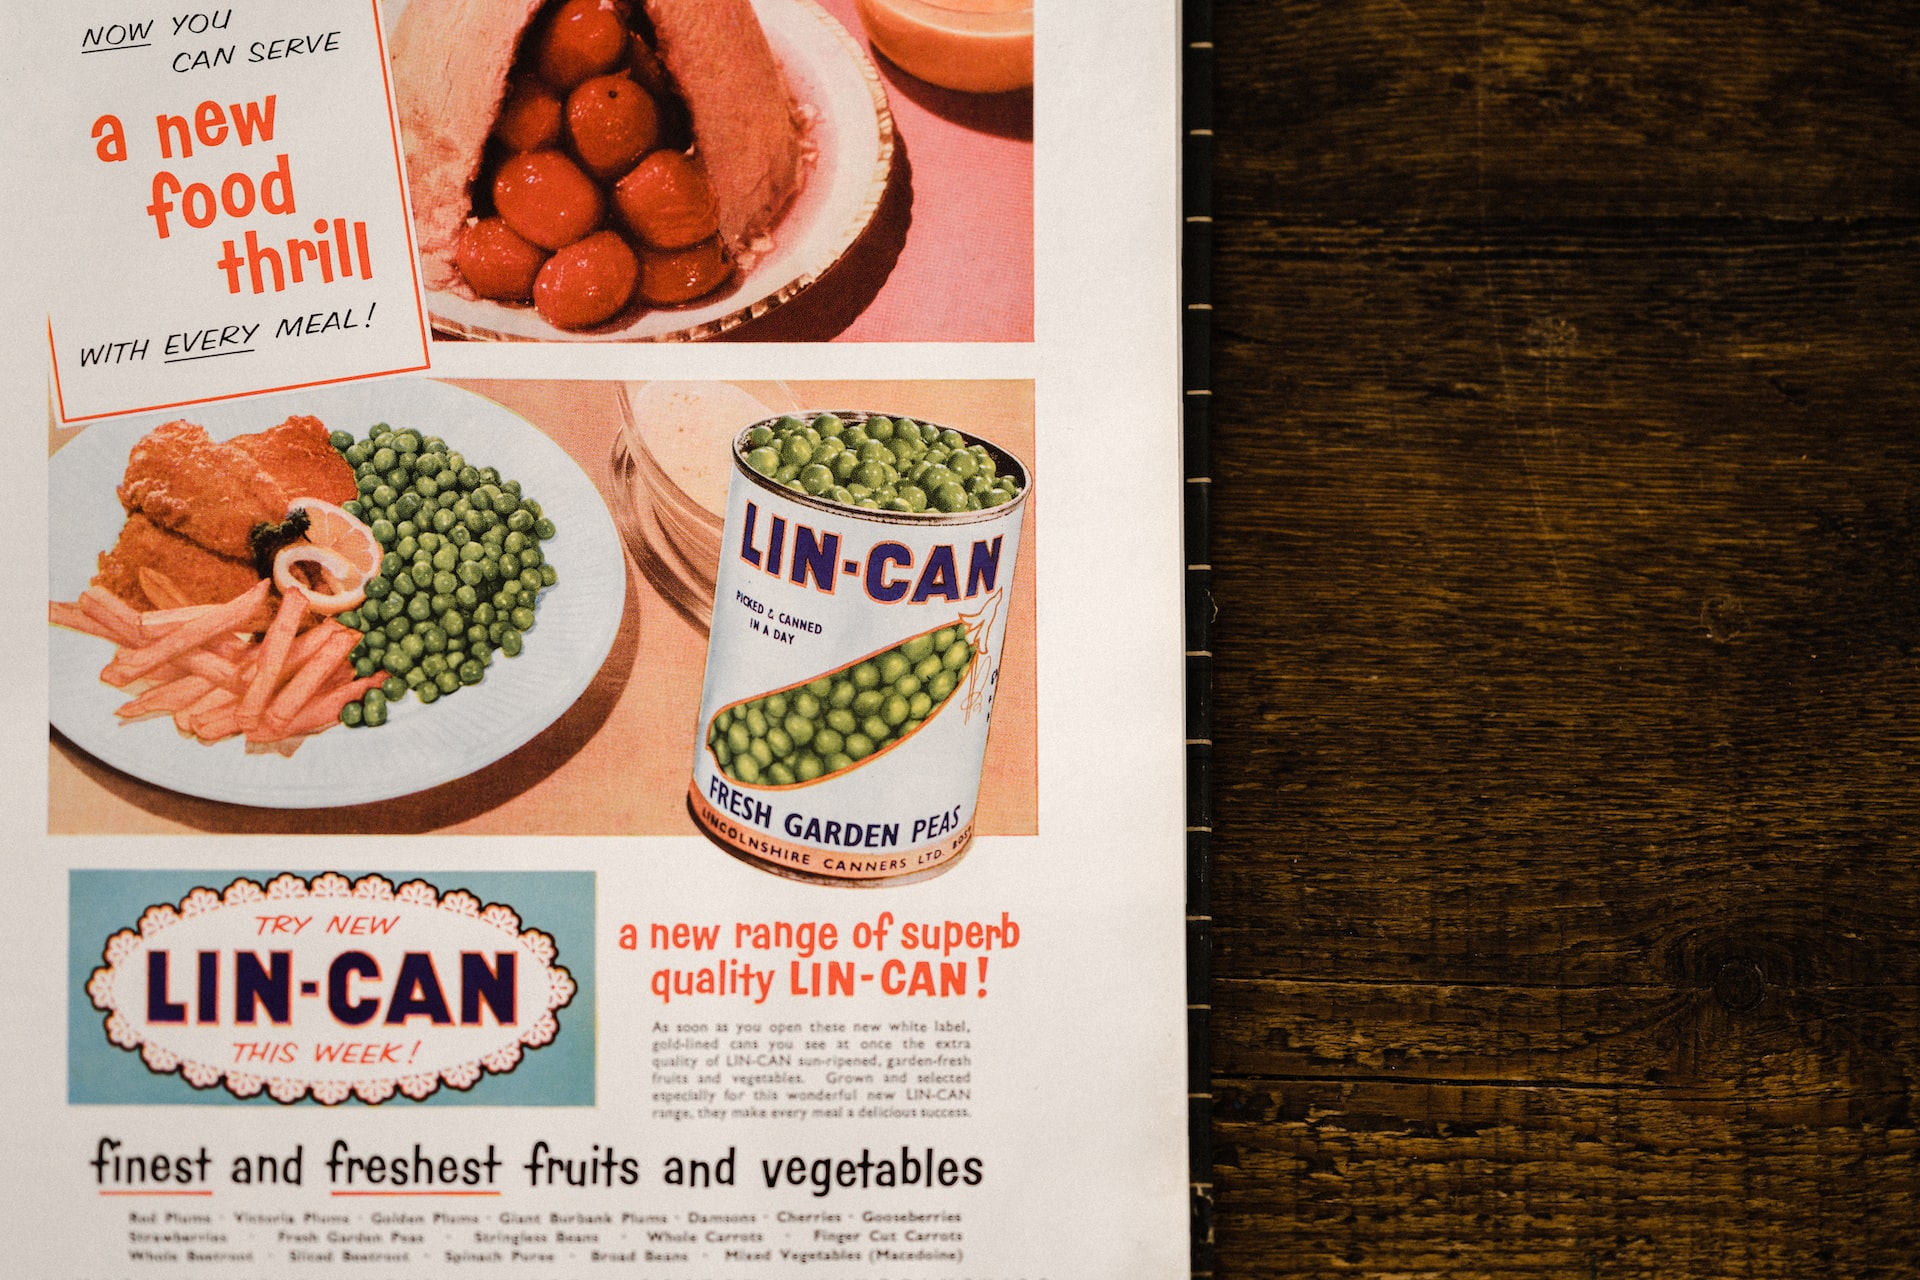 NOW YOU
CAN SERVE
a new
food
thrill
WITH EVERY MEAL!
LIN-CAN
PICKED & CANNED
IN A DAY
FRESH GARDEN PEAS
LINCOLNSHIRE CANNERS LTD.
TRY NEW
LIN-CAN
THIS WEEK!
a new range of superb
quality LIN-CAN!
As soon as you open these new white label,
gold-lined cans you see at once the extra
quality of LIN-CAN sun-ripened, garden-fresh
fruits and vegetables. Grown and selected
especially for this wonderful new LIN-CAN
range, they make every meal a delicious success.
finest and freshest fruits and vegetables
Red Plums · Victoria Plums · Golden Plums · Giant Burbank Plums · Damsons · Cherries · Gooseberries
Strawberries · Fresh Garden Peas · Stringless Beans · Whole Carrots · Finger Cut Carrots
Whole Beetroot · Sliced Beetroot · Spinach Puree · Broad Beans · Mixed Vegetables (Macedoine)